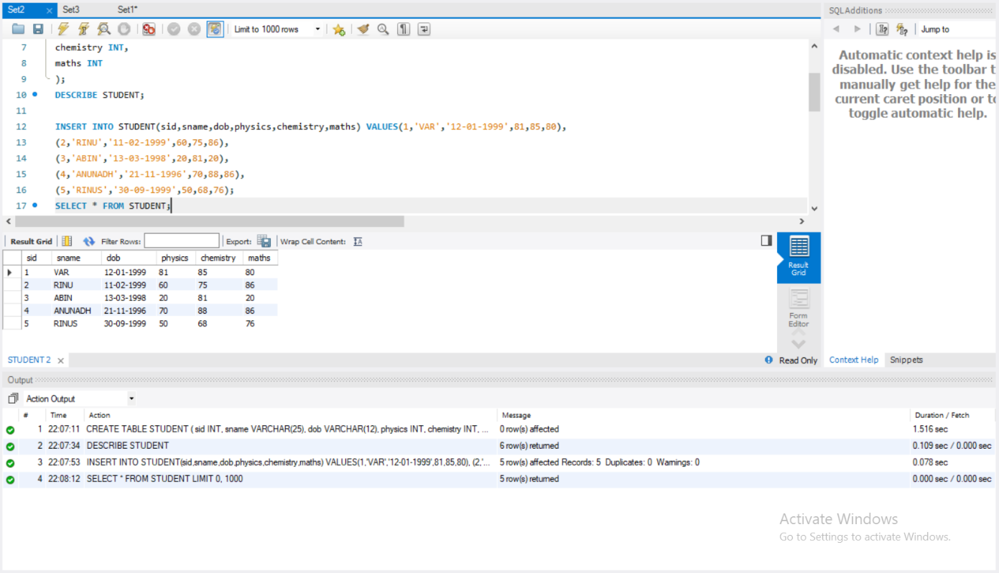 Set2 × Set3 Set1*
Limit to 1000 rows
7 chemistry INT,
8 maths INT
9 );
10 DESCRIBE STUDENT;
11
12 INSERT INTO STUDENT(sid,sname,dob,physics,chemistry,maths) VALUES(1,'VAR','12-01-1999',81,85,80),
13 (2,'RINU','11-02-1999',60,75,86),
14 (3,'ABIN','13-03-1998',20,81,20),
15 (4,'ANUNADH','21-11-1996',70,88,86),
16 (5,'RINUS','30-09-1999',50,68,76);
17 SELECT * FROM STUDENT;
SQLAdditions
Jump to
Automatic context help is
disabled. Use the toolbar t
manually get help for the
current caret position or to
toggle automatic help.
Result Grid Filter Rows: Export: Wrap Cell Content:
sid sname dob physics chemistry maths
1 VAR 12-01-1999 81 85 80
2 RINU 11-02-1999 60 75 86
3 ABIN 13-03-1998 20 81 20
4 ANUNADH 21-11-1996 70 88 86
5 RINUS 30-09-1999 50 68 76
Result
Grid
Form
Editor
STUDENT 2 ×
Read Only
Context Help Snippets
Output
Action Output
# Time Action Message Duration / Fetch
1 22:07:11 CREATE TABLE STUDENT ( sid INT, sname VARCHAR(25), dob VARCHAR(12), physics INT, chemistry INT, ... 0 row(s) affected 1.516 sec
2 22:07:34 DESCRIBE STUDENT 6 row(s) returned 0.109 sec / 0.000 sec
3 22:07:53 INSERT INTO STUDENT(sid,sname,dob,physics,chemistry,maths) VALUES(1,'VAR','12-01-1999',81,85,80), (2,'... 5 row(s) affected Records: 5 Duplicates: 0 Warnings: 0 0.078 sec
4 22:08:12 SELECT * FROM STUDENT LIMIT 0, 1000 5 row(s) returned 0.000 sec / 0.000 sec
Activate Windows
Go to Settings to activate Windows.